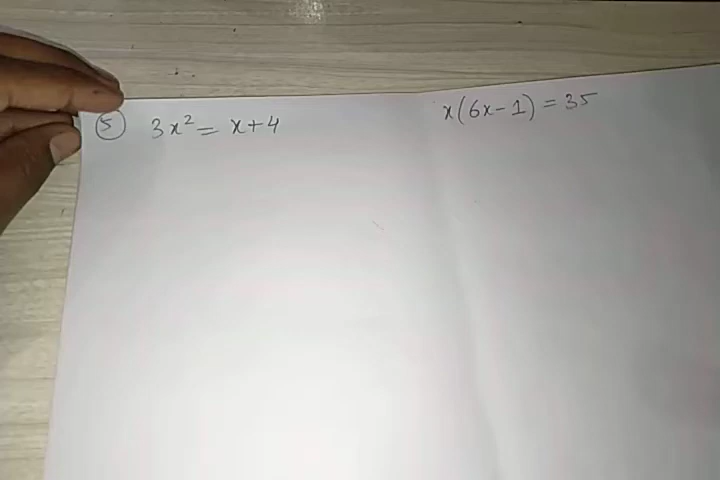 ⑤ 3x² = x+4
x(6x-1) = 35